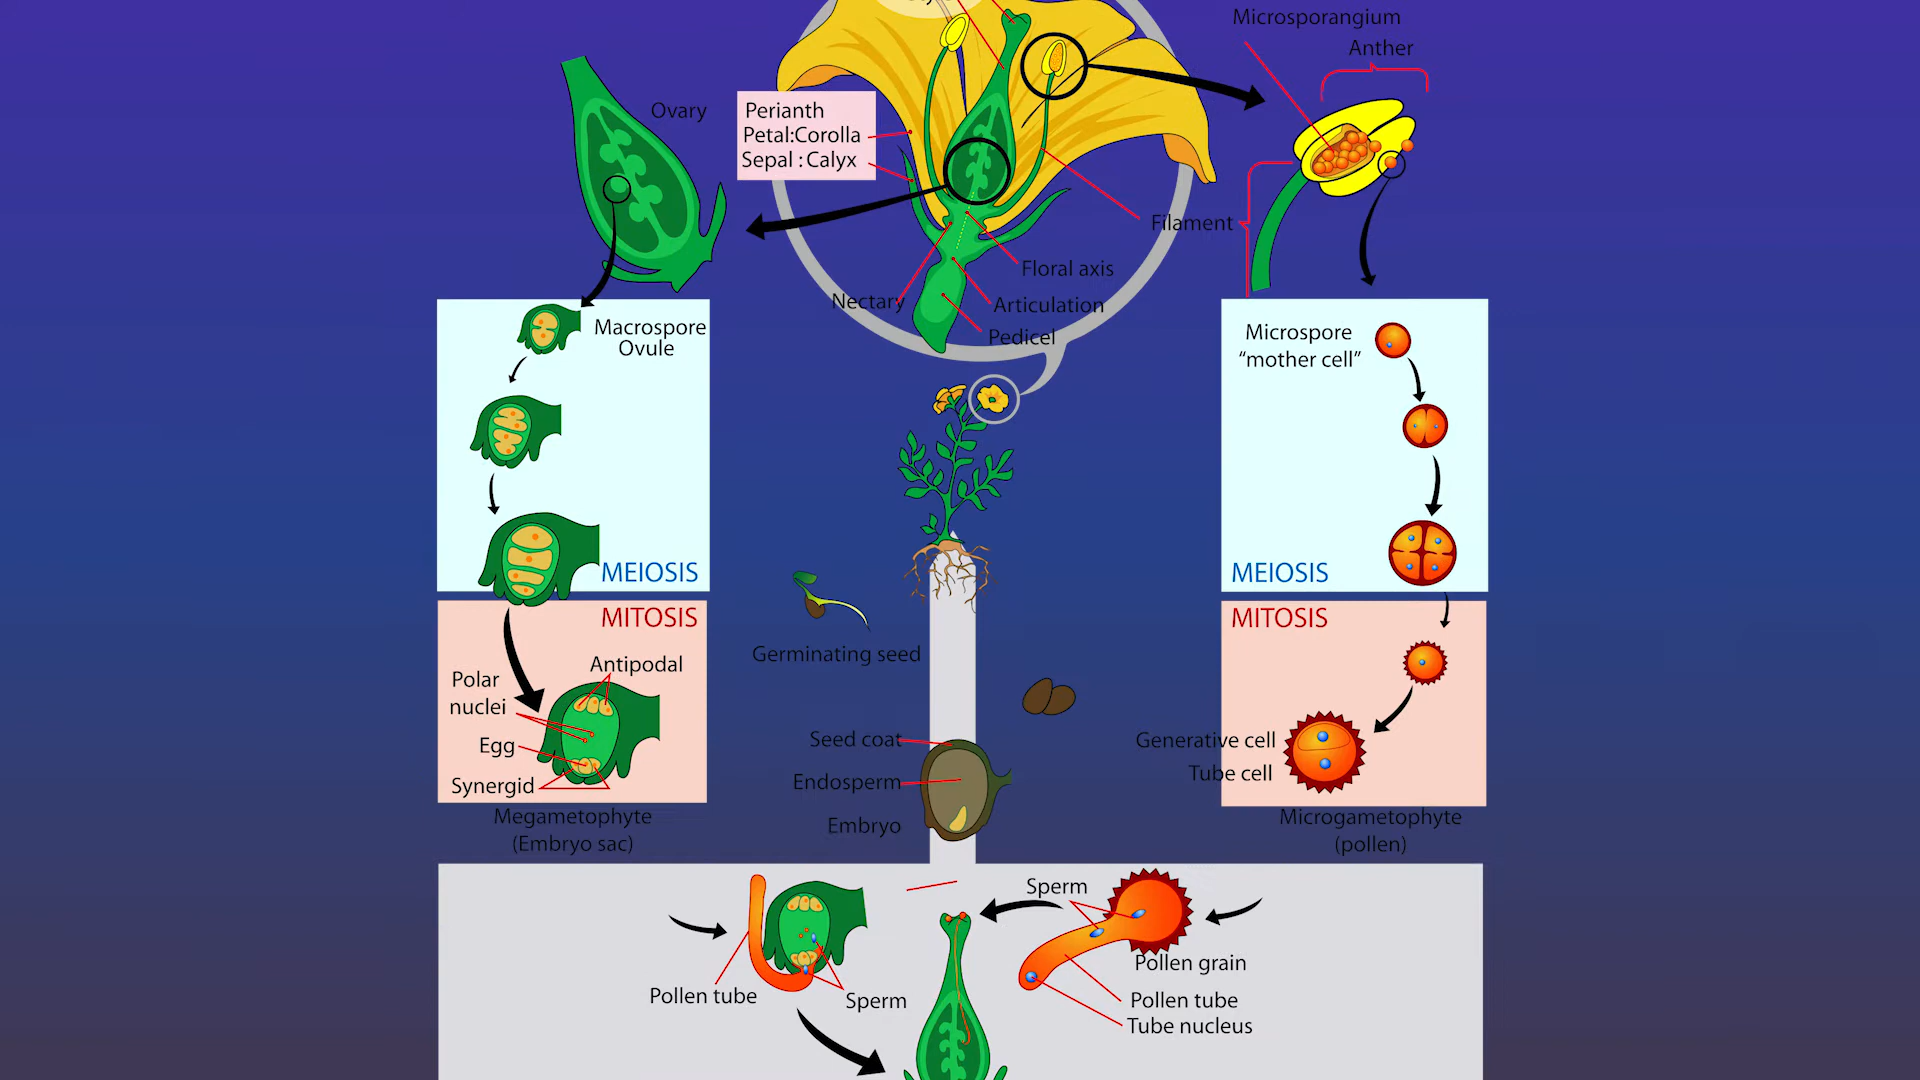 Microsporangium
Anther
Ovary
Perianth
Petal:Corolla
Sepal : Calyx
Filament
Floral axis
Nectary
Articulation
Pedicel
Macrospore
Ovule
MEIOSIS
Microspore
“mother cell”
MEIOSIS
MITOSIS
Antipodal
Polar
nuclei
Egg
Synergid
Megametophyte
(Embryo sac)
Germinating seed
Seed coat
Endosperm
Embryo
MITOSIS
Generative cell
Tube cell
Microgametophyte
(pollen)
Sperm
Pollen grain
Pollen tube
Sperm
Pollen tube
Tube nucleus